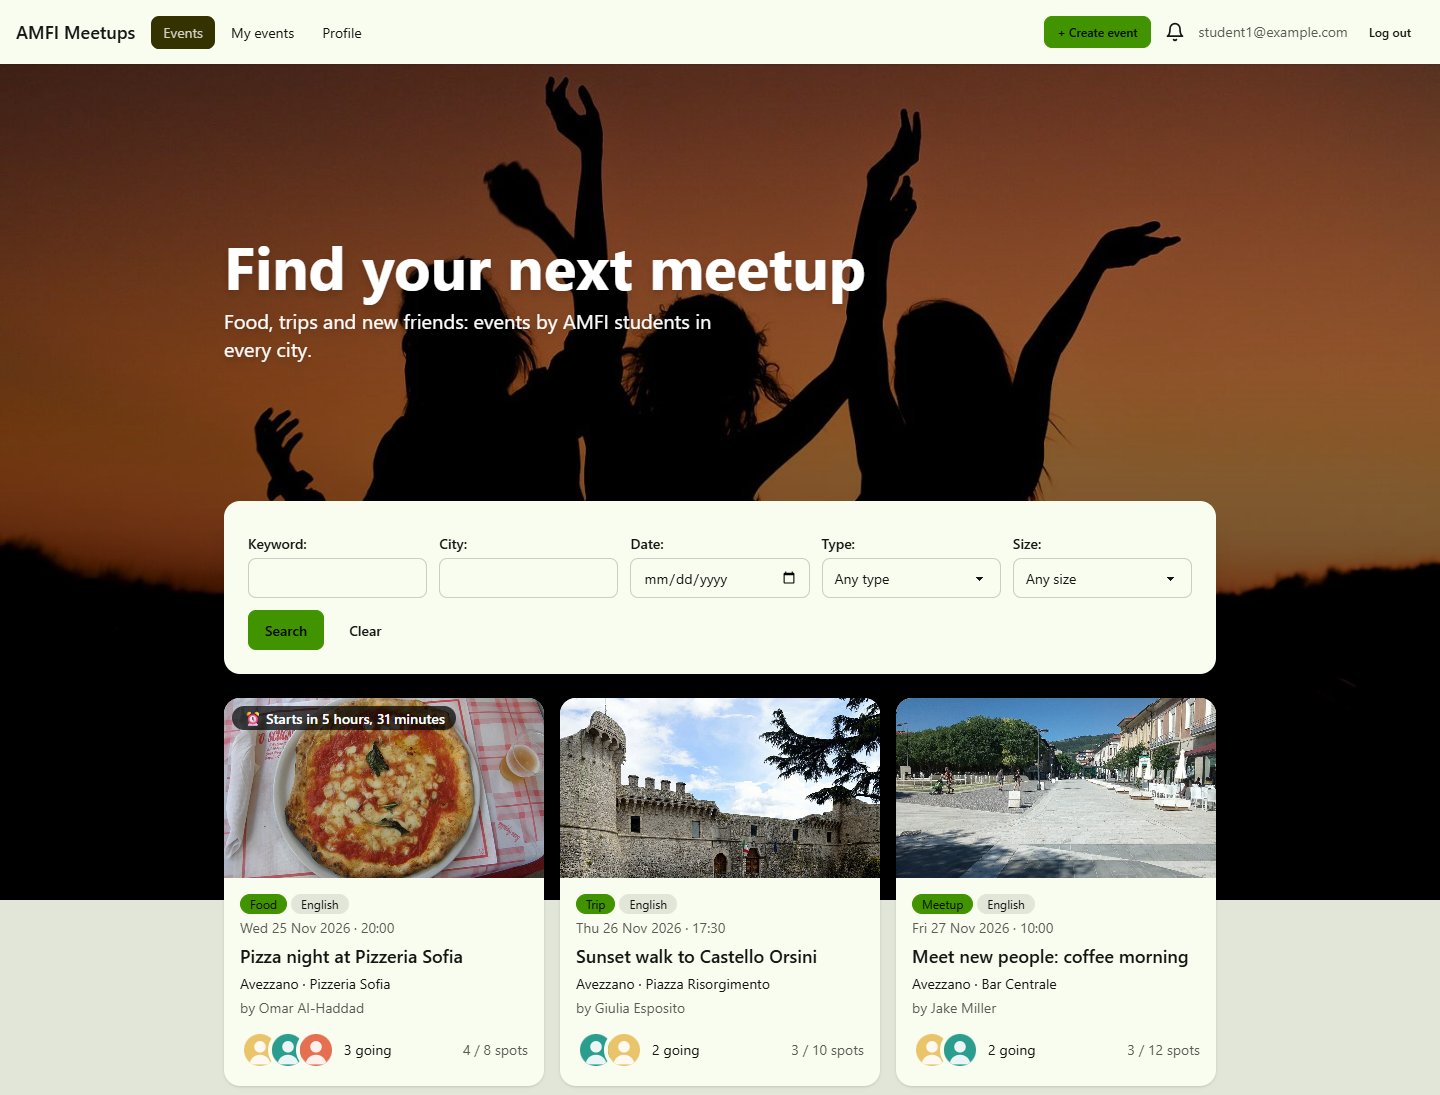 AMFI Meetups Events My events Profile + Create event student1@example.com Log out
Find your next meetup
Food, trips and new friends: events by AMFI students in
every city.
Keyword: City: Date: Type: Size:
mm/dd/yyyy Any type Any size
Search Clear
Starts in 5 hours, 31 minutes
Food English
Wed 25 Nov 2026 · 20:00
Pizza night at Pizzeria Sofia
Avezzano · Pizzeria Sofia
by Omar Al-Haddad
3 going 4 / 8 spots
Trip English
Thu 26 Nov 2026 · 17:30
Sunset walk to Castello Orsini
Avezzano · Piazza Risorgimento
by Giulia Esposito
2 going 3 / 10 spots
Meetup English
Fri 27 Nov 2026 · 10:00
Meet new people: coffee morning
Avezzano · Bar Centrale
by Jake Miller
2 going 3 / 12 spots